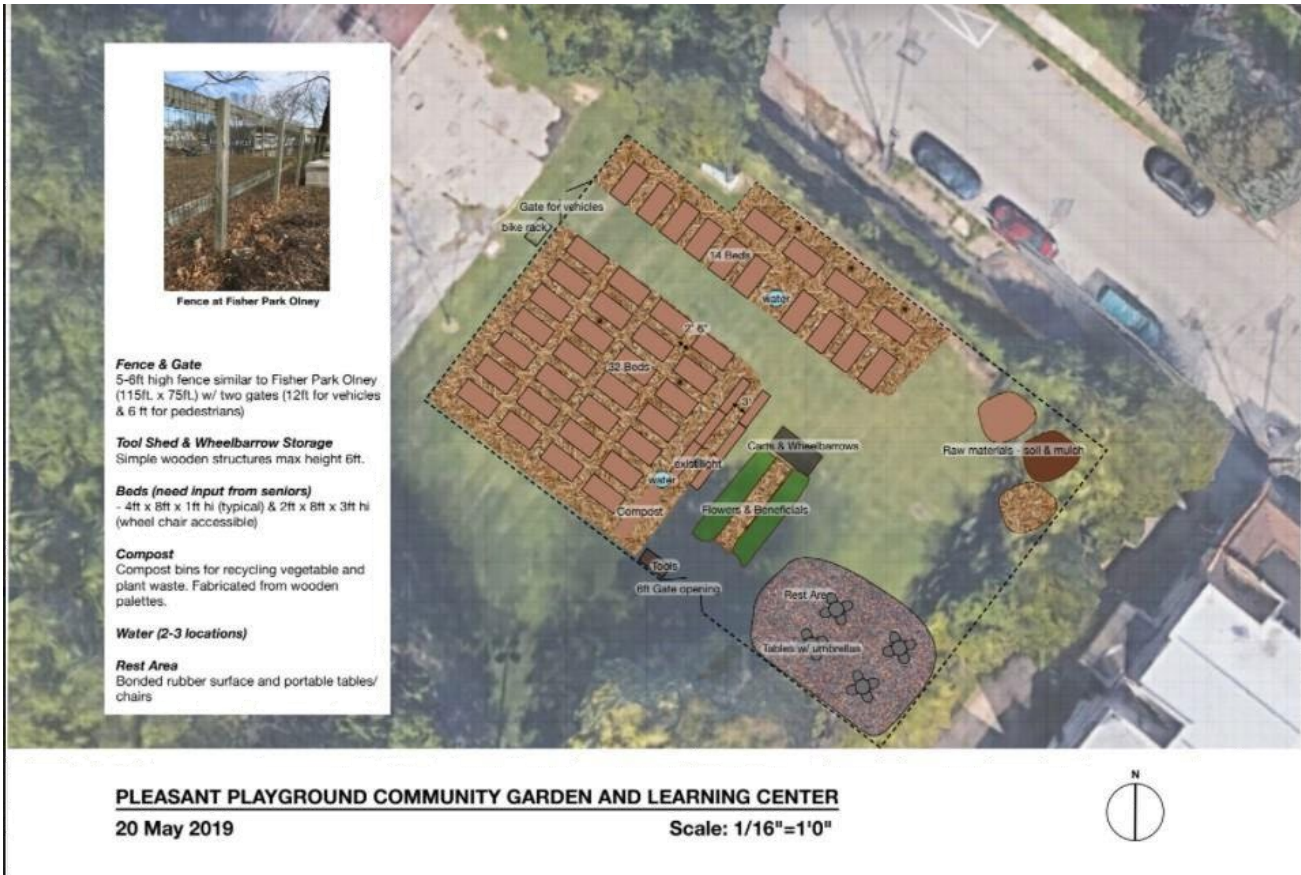 Fence at Fisher Park Olney
Fence & Gate
5-6ft high fence similar to Fisher Park Olney
(115ft. x 75ft.) w/ two gates (12ft for vehicles
& 6 ft for pedestrians)
Tool Shed & Wheelbarrow Storage
Simple wooden structures max height 6ft.
Beds (need input from seniors)
- 4ft x 8ft x 1ft hi (typical) & 2ft x 8ft x 3ft hi
(wheel chair accessible)
Compost
Compost bins for recycling vegetable and
plant waste. Fabricated from wooden
palettes.
Water (2-3 locations)
Rest Area
Bonded rubber surface and portable tables/
chairs
Gate for vehicles
bike rack
14 Beds
water
2' 6"
32 Beds
3'
Carts & Wheelbarrows
Raw materials - soil & mulch
exist light
water
Compost
Flowers & Beneficials
Tools
6ft Gate opening
Rest Area
Tables w/ umbrellas
PLEASANT PLAYGROUND COMMUNITY GARDEN AND LEARNING CENTER
20 May 2019
Scale: 1/16"=1'0"
N